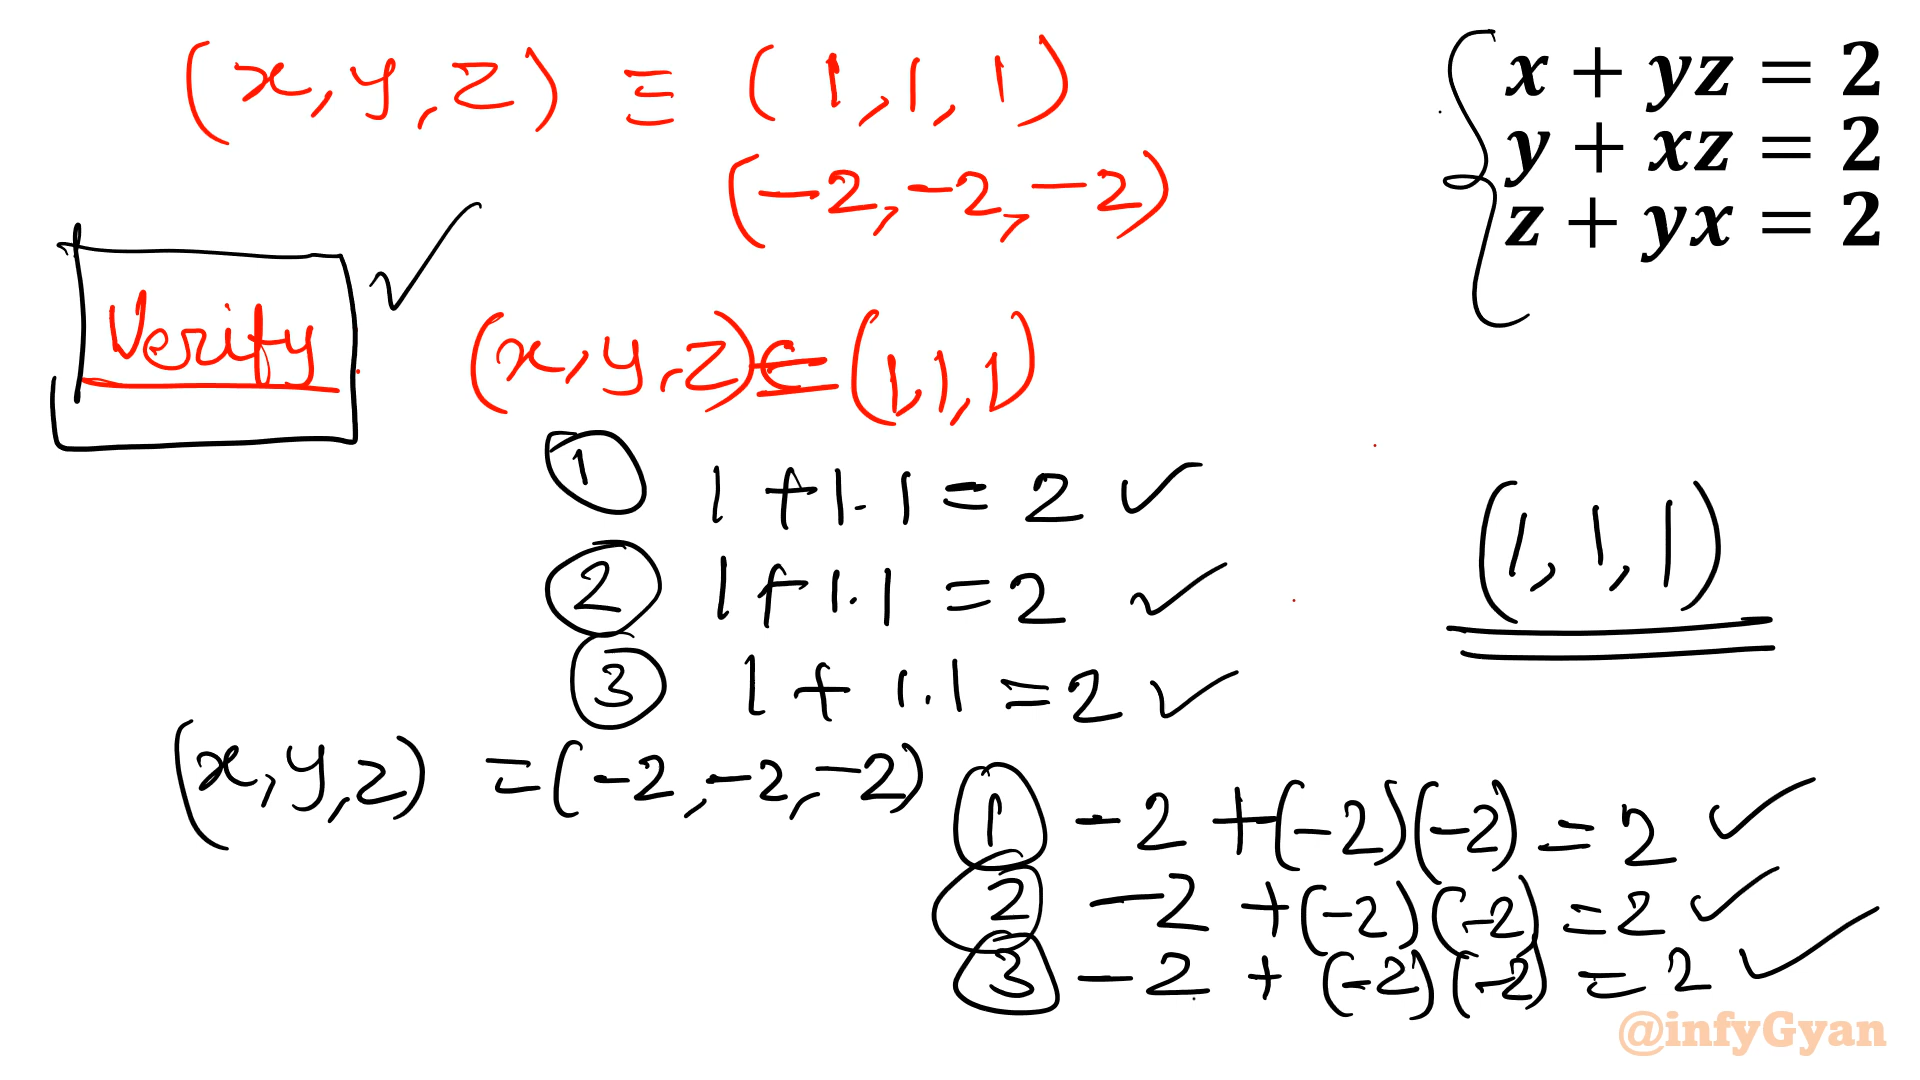 (x, y, z) ≡ (1, 1, 1)
(-2, -2, -2)
x + yz = 2
y + xz = 2
z + yx = 2
Verify
(x, y, z) = (1, 1, 1)
① 1 + 1.1 = 2 ✓
② 1 + 1.1 = 2 ✓
③ 1 + 1.1 = 2 ✓
(1, 1, 1)
(x, y, z) = (-2, -2, -2)
① -2 + (-2)(-2) = 2 ✓
② -2 + (-2)(-2) = 2 ✓
③ -2 + (-2)(-2) = 2 ✓
@infyGyan